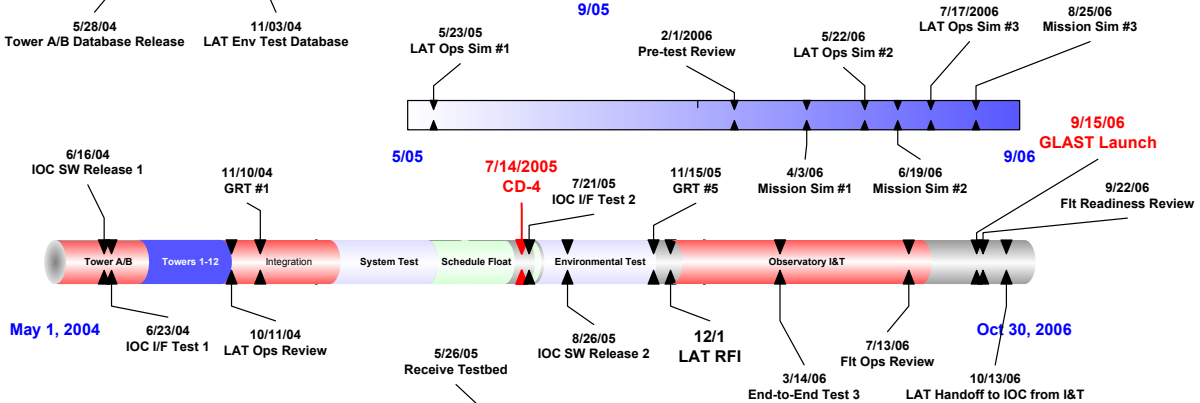 9/05
5/28/04
Tower A/B Database Release
11/03/04
LAT Env Test Database
5/23/05
LAT Ops Sim #1
2/1/2006
Pre-test Review
5/22/06
LAT Ops Sim #2
7/17/2006
LAT Ops Sim #3
8/25/06
Mission Sim #3
5/05
9/06
4/3/06
Mission Sim #1
6/19/06
Mission Sim #2
9/15/06
GLAST Launch
6/16/04
IOC SW Release 1
11/10/04
GRT #1
7/14/2005
CD-4
7/21/05
IOC I/F Test 2
11/15/05
GRT #5
9/22/06
Flt Readiness Review
Tower A/B
Towers 1-12
Integration
System Test
Schedule Float
Environmental Test
Observatory I&T
May 1, 2004
Oct 30, 2006
6/23/04
IOC I/F Test 1
10/11/04
LAT Ops Review
8/26/05
IOC SW Release 2
12/1
LAT RFI
7/13/06
Flt Ops Review
5/26/05
Receive Testbed
3/14/06
End-to-End Test 3
10/13/06
LAT Handoff to IOC from I&T